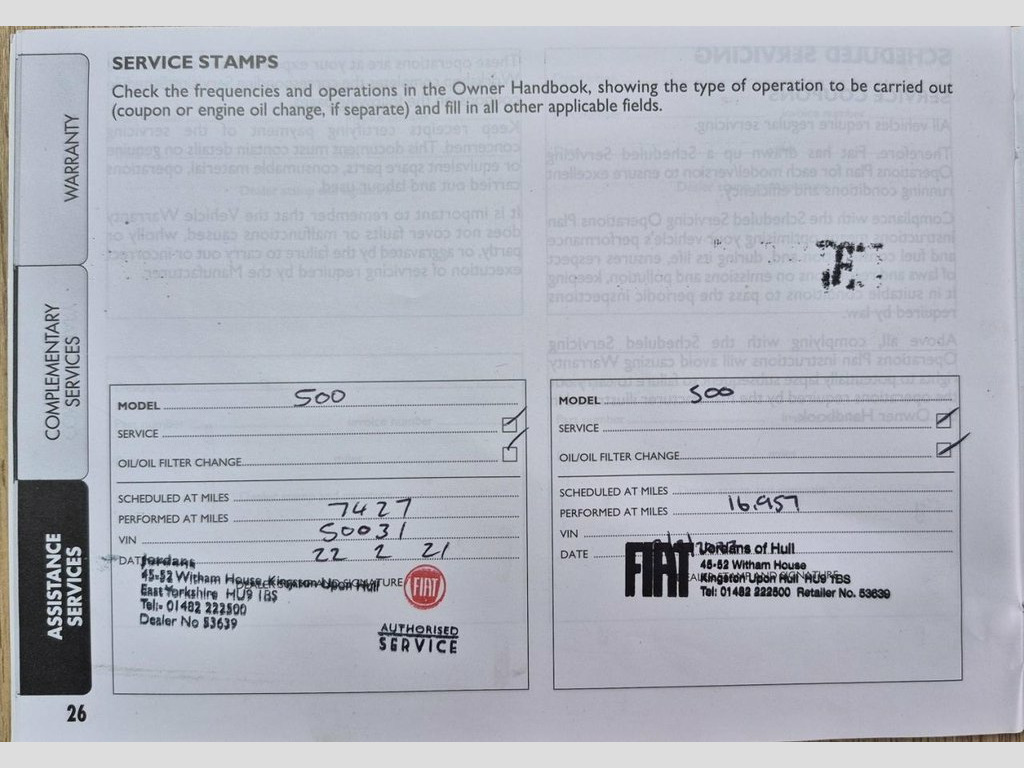 SERVICE STAMPS
Check the frequencies and operations in the Owner Handbook, showing the type of operation to be carried out
(coupon or engine oil change, if separate) and fill in all other applicable fields.
WARRANTY
COMPLEMENTARY
SERVICES
ASSISTANCE
SERVICES
26
MODEL 500
SERVICE
OIL/OIL FILTER CHANGE
SCHEDULED AT MILES
PERFORMED AT MILES 7427
VIN 50031
DATE 22 2 21
Jordans
45-52 Witham House, Kingston Upon Hull
East Yorkshire HU9 1BS
Tel:- 01482 222500
Dealer No 53639
SIGNATURE
FIAT
AUTHORISED
SERVICE
MODEL 500
SERVICE
OIL/OIL FILTER CHANGE
SCHEDULED AT MILES
PERFORMED AT MILES 16.957
VIN
DATE
FIAT
Jordans of Hull
45-52 Witham House
Kingston Upon Hull HU9 1BS
Tel: 01482 222500 Retailer No. 53639